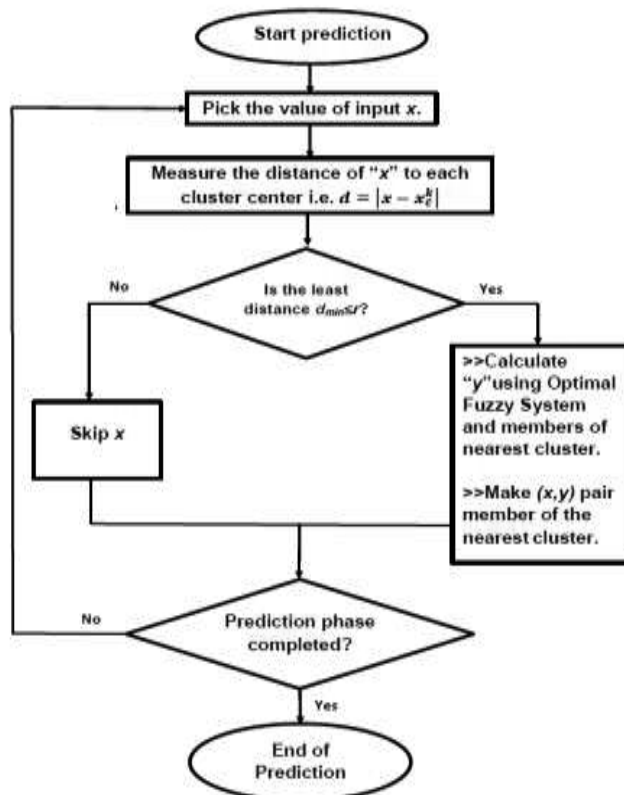 Start prediction
Pick the value of input x.
Measure the distance of “x” to each
cluster center i.e. d = |x − x_c^k|
Is the least
distance d_min≤r?
No
Yes
Skip x
>>Calculate
“y”using Optimal
Fuzzy System
and members of
nearest cluster.
>>Make (x,y) pair
member of the
nearest cluster.
Prediction phase
completed?
No
Yes
End of
Prediction